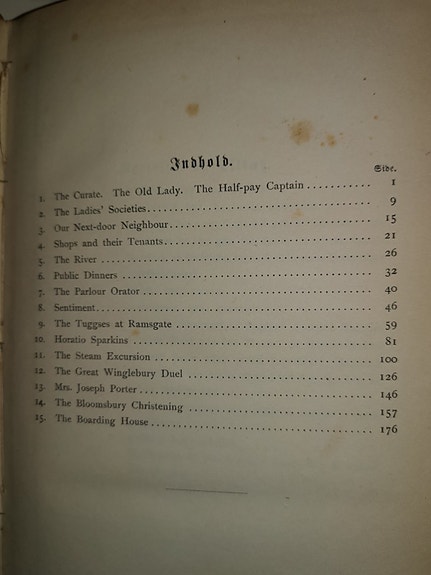 Indhold.
Side.
1. The Curate. The Old Lady. The Half-pay Captain ........... 1
2. The Ladies' Societies ........... 9
3. Our Next-door Neighbour ........... 15
4. Shops and their Tenants ........... 21
5. The River ........... 26
6. Public Dinners ........... 32
7. The Parlour Orator ........... 40
8. Sentiment ........... 46
9. The Tuggses at Ramsgate ........... 59
10. Horatio Sparkins ........... 81
11. The Steam Excursion ........... 100
12. The Great Winglebury Duel ........... 126
13. Mrs. Joseph Porter ........... 146
14. The Bloomsbury Christening ........... 157
15. The Boarding House ........... 176